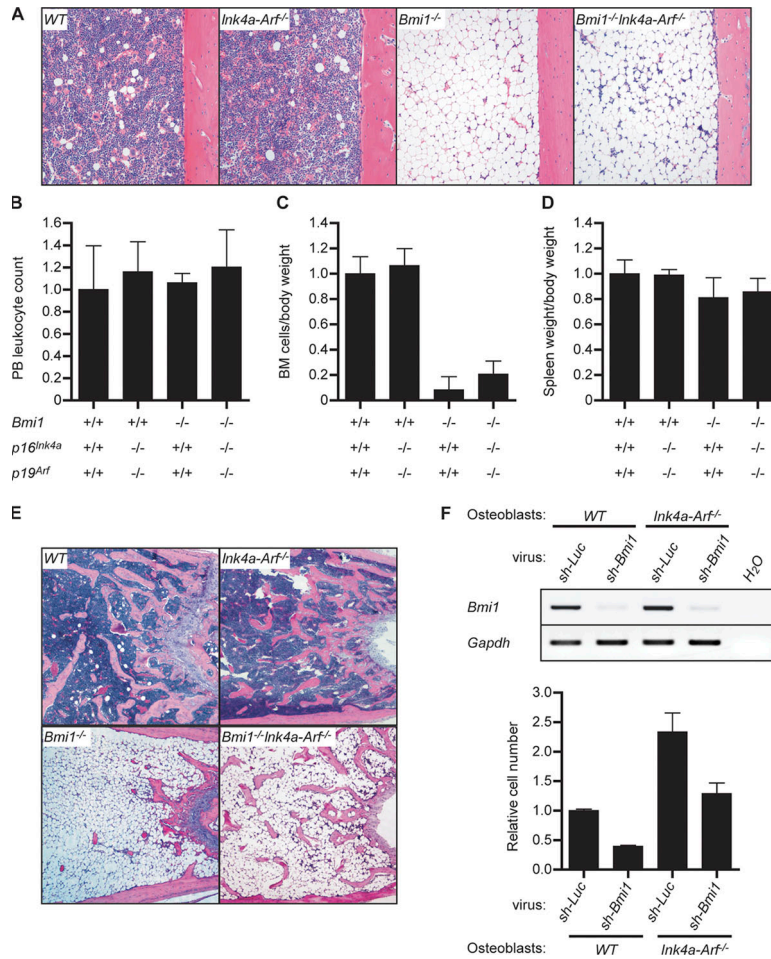 A
WT
Ink4a-Arf-/-
Bmi1-/-
Bmi1-/-Ink4a-Arf-/-
B
PB leukocyte count
1.6
1.4
1.2
1.0
0.8
0.6
0.4
0.2
0
C
BM cells/body weight
1.4
1.2
1.0
0.8
0.6
0.4
0.2
0
D
Spleen weight/body weight
1.4
1.2
1.0
0.8
0.6
0.4
0.2
0
Bmi1 +/+ +/+ -/- -/- +/+ +/+ -/- -/- +/+ +/+ -/- -/-
p16Ink4a +/+ -/- +/+ -/- +/+ -/- +/+ -/- +/+ -/- +/+ -/-
p19Arf +/+ -/- +/+ -/- +/+ -/- +/+ -/- +/+ -/- +/+ -/-
E
WT
Ink4a-Arf-/-
Bmi1-/-
Bmi1-/-Ink4a-Arf-/-
F
Osteoblasts: WT Ink4a-Arf-/-
virus: sh-Luc sh-Bmi1 sh-Luc sh-Bmi1 H2O
Bmi1
Gapdh
Relative cell number
3.0
2.5
2.0
1.5
1.0
0.5
0.0
virus: sh-Luc sh-Bmi1 sh-Luc sh-Bmi1
Osteoblasts: WT Ink4a-Arf-/-